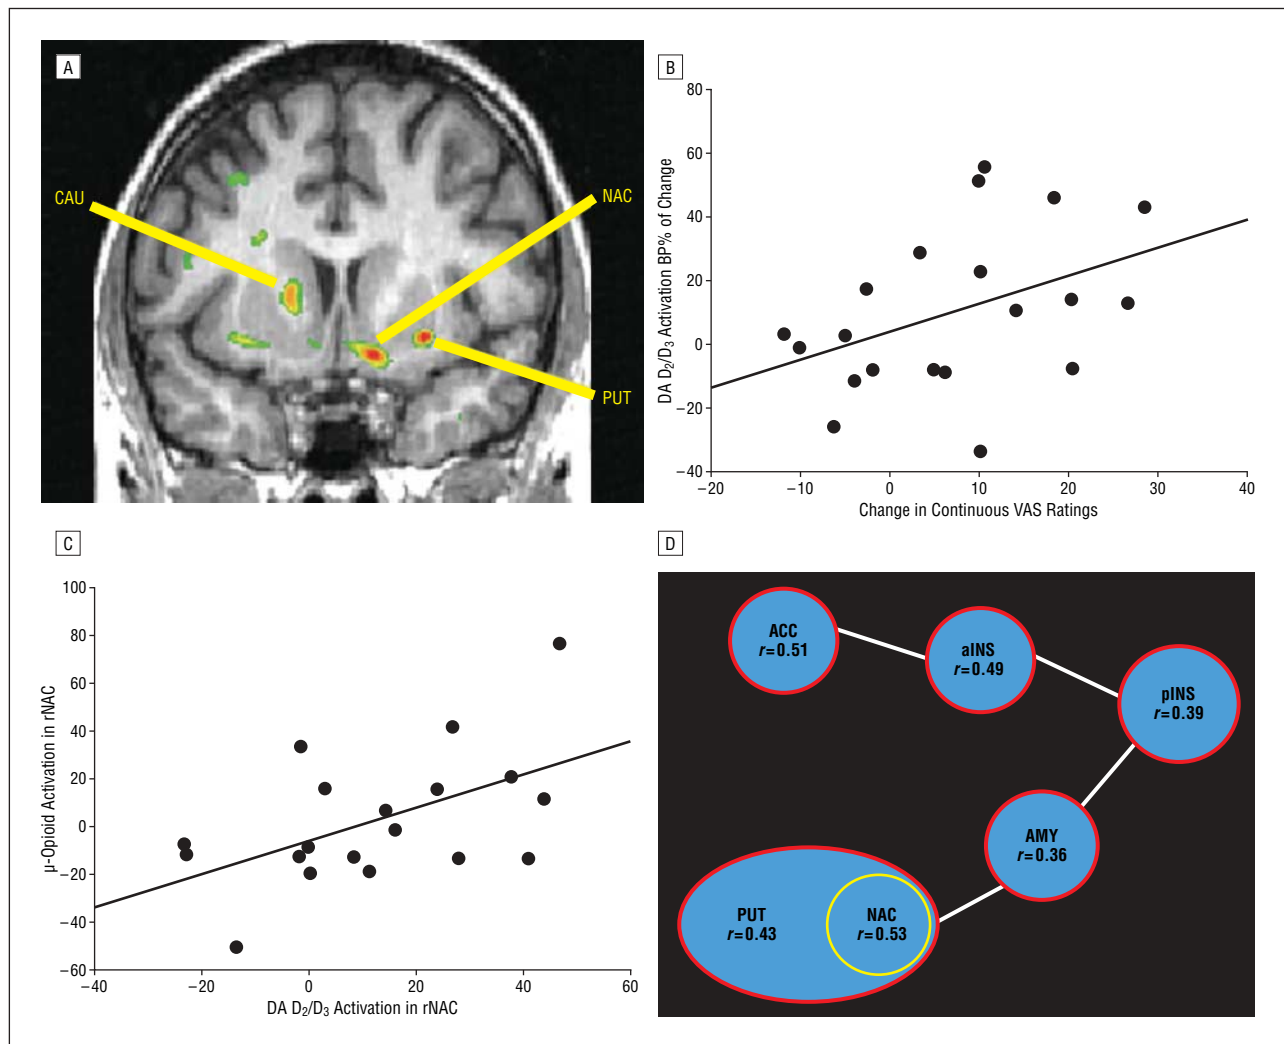 A
CAU
NAC
PUT
B
80
60
40
20
0
−20
−40
−20
−10
0
10
20
30
40
DA D2/D3 Activation BP% of Change
Change in Continuous VAS Ratings
C
100
80
60
40
20
0
−20
−40
−60
−40
−20
0
20
40
60
μ-Opioid Activation in rNAC
DA D2/D3 Activation in rNAC
D
ACC
r=0.51
aINS
r=0.49
pINS
r=0.39
AMY
r=0.36
PUT
r=0.43
NAC
r=0.53